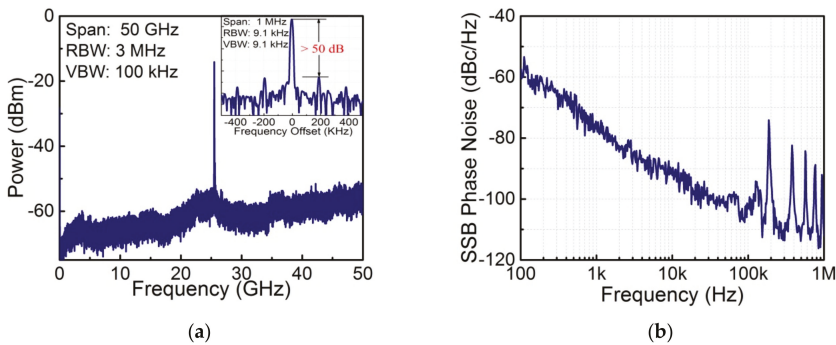 Span: 50 GHz
RBW: 3 MHz
VBW: 100 kHz
Span: 1 MHz
RBW: 9.1 kHz
VBW: 9.1 kHz
> 50 dB
-400 -200 0 200 400
Frequency Offset (KHz)
0
-20
-40
-60
Power (dBm)
0 10 20 30 40 50
Frequency (GHz)
(a)
-40
-60
-80
-100
-120
SSB Phase Noise (dBc/Hz)
100 1k 10k 100k 1M
Frequency (Hz)
(b)